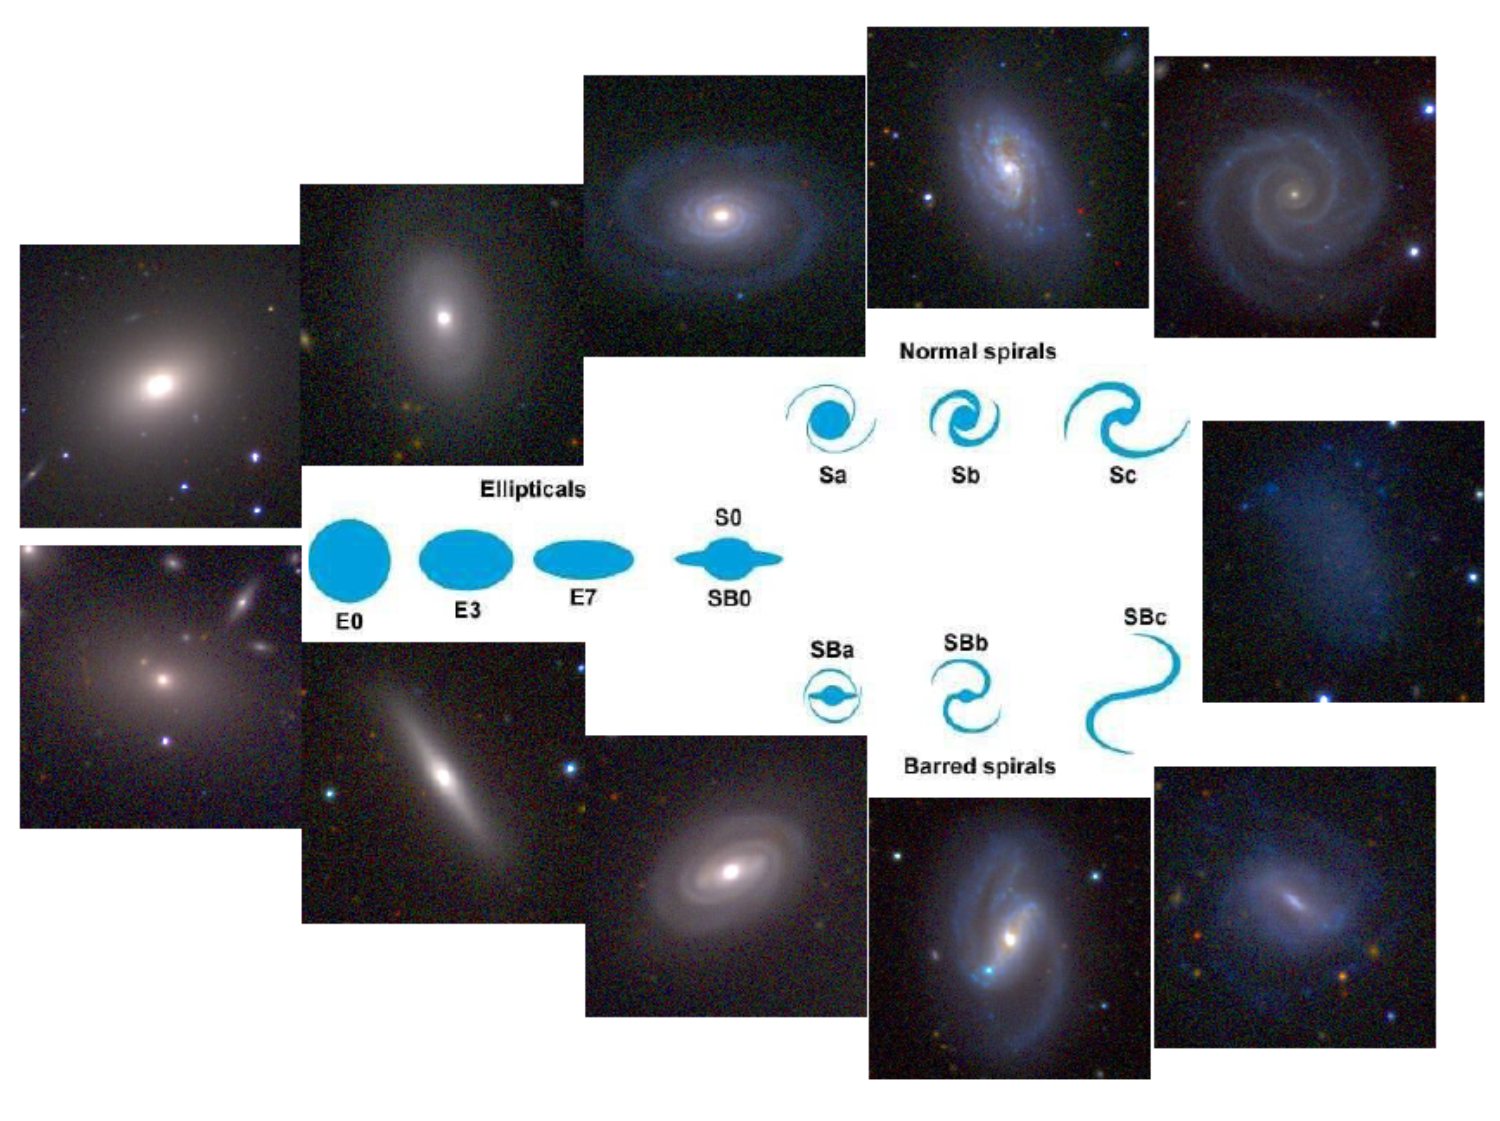 Normal spirals
Sa
Sb
Sc
Ellipticals
S0
E0
E3
E7
SB0
SBa
SBb
SBc
Barred spirals